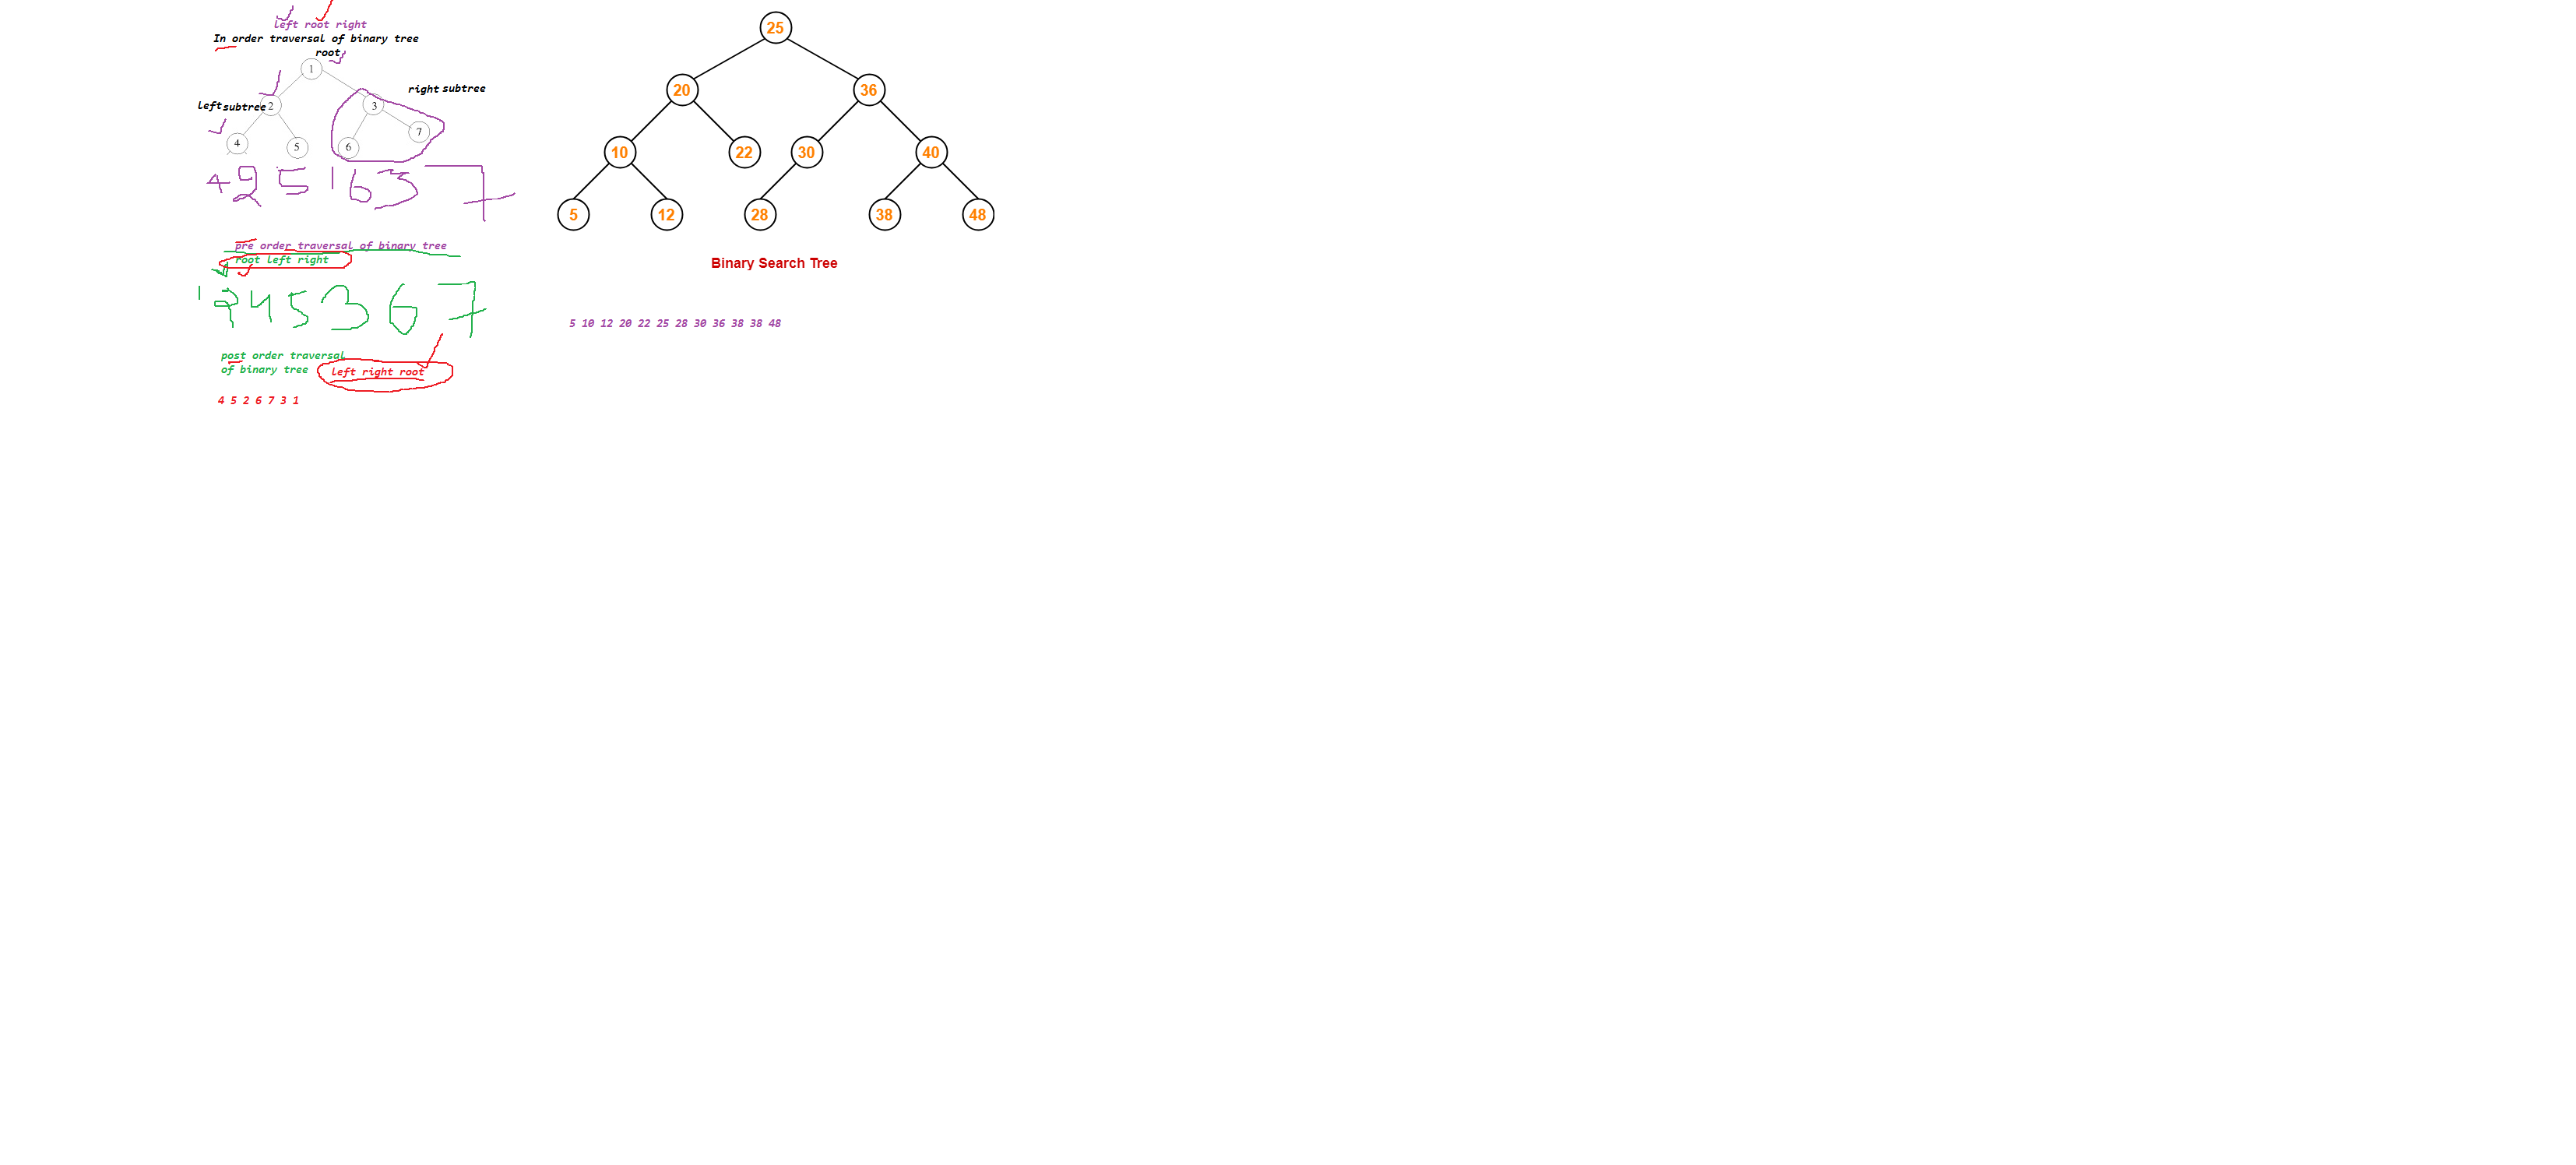 left root right
In order traversal of binary tree
root
1
left subtree 2
3
right subtree
4
5
6
7
4 2 5 1 6 3 7
pre order traversal of binary tree
root left right
1 2 4 5 3 6 7
post order traversal
of binary tree
left right root
4 5 2 6 7 3 1
25
20 36
10 22 30 40
5 12 28 38 48
Binary Search Tree
5 10 12 20 22 25 28 30 36 38 38 48